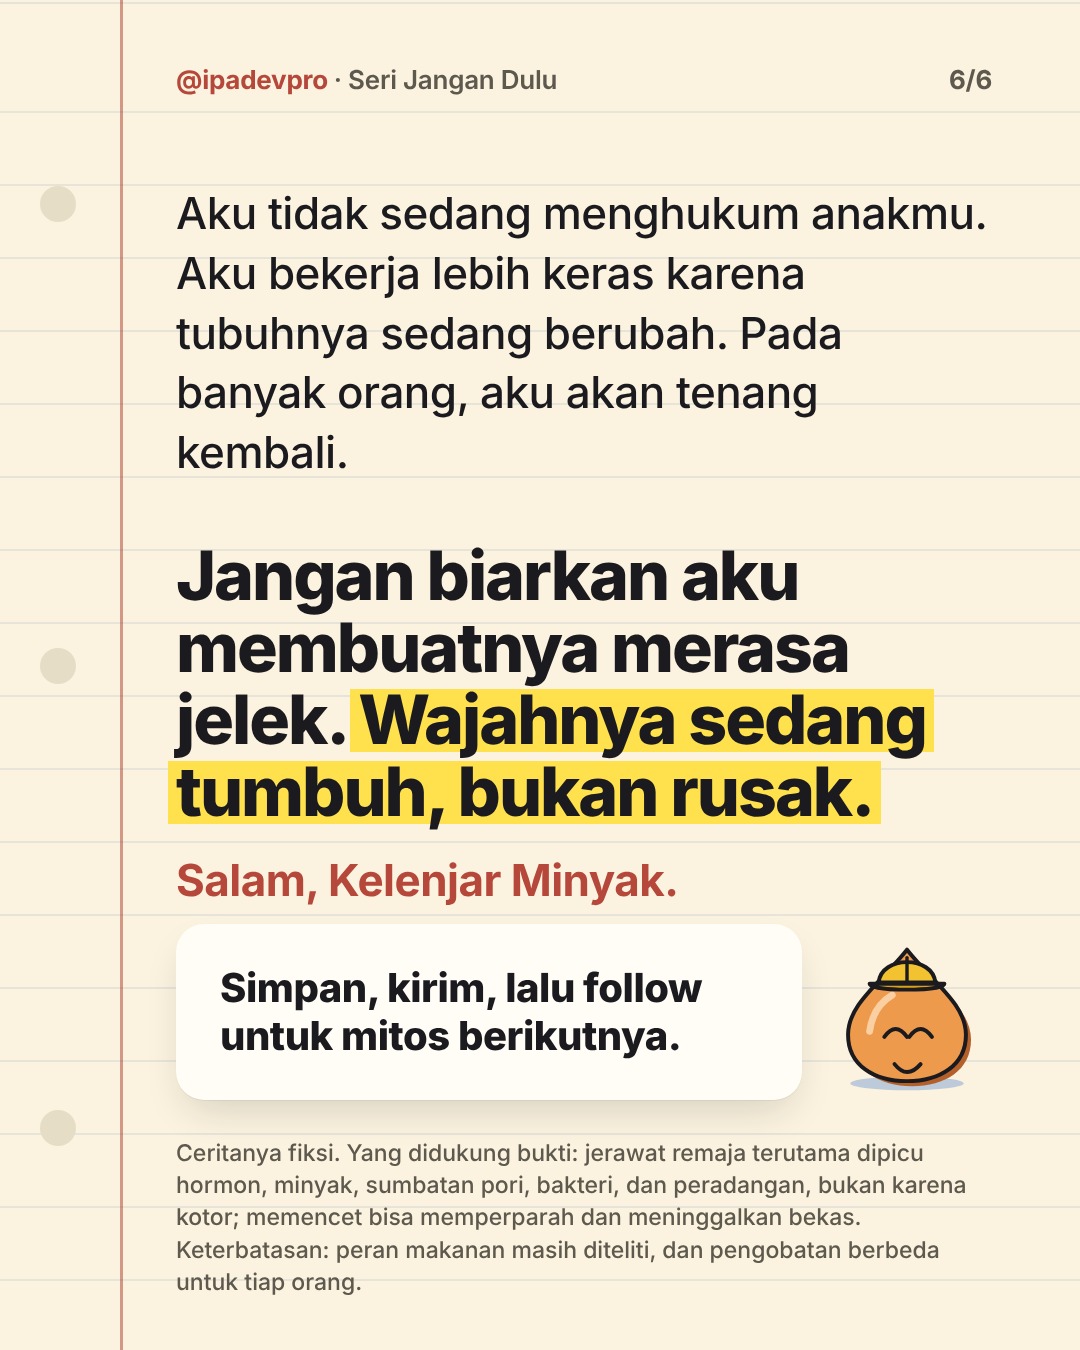 @ipadevpro · Seri Jangan Dulu
6/6
Aku tidak sedang menghukum anakmu.
Aku bekerja lebih keras karena
tubuhnya sedang berubah. Pada
banyak orang, aku akan tenang
kembali.
Jangan biarkan aku
membuatnya merasa
jelek. Wajahnya sedang
tumbuh, bukan rusak.
Salam, Kelenjar Minyak.
Simpan, kirim, lalu follow
untuk mitos berikutnya.
Ceritanya fiksi. Yang didukung bukti: jerawat remaja terutama dipicu
hormon, minyak, sumbatan pori, bakteri, dan peradangan, bukan karena
kotor; memencet bisa memperparah dan meninggalkan bekas.
Keterbatasan: peran makanan masih diteliti, dan pengobatan berbeda
untuk tiap orang.